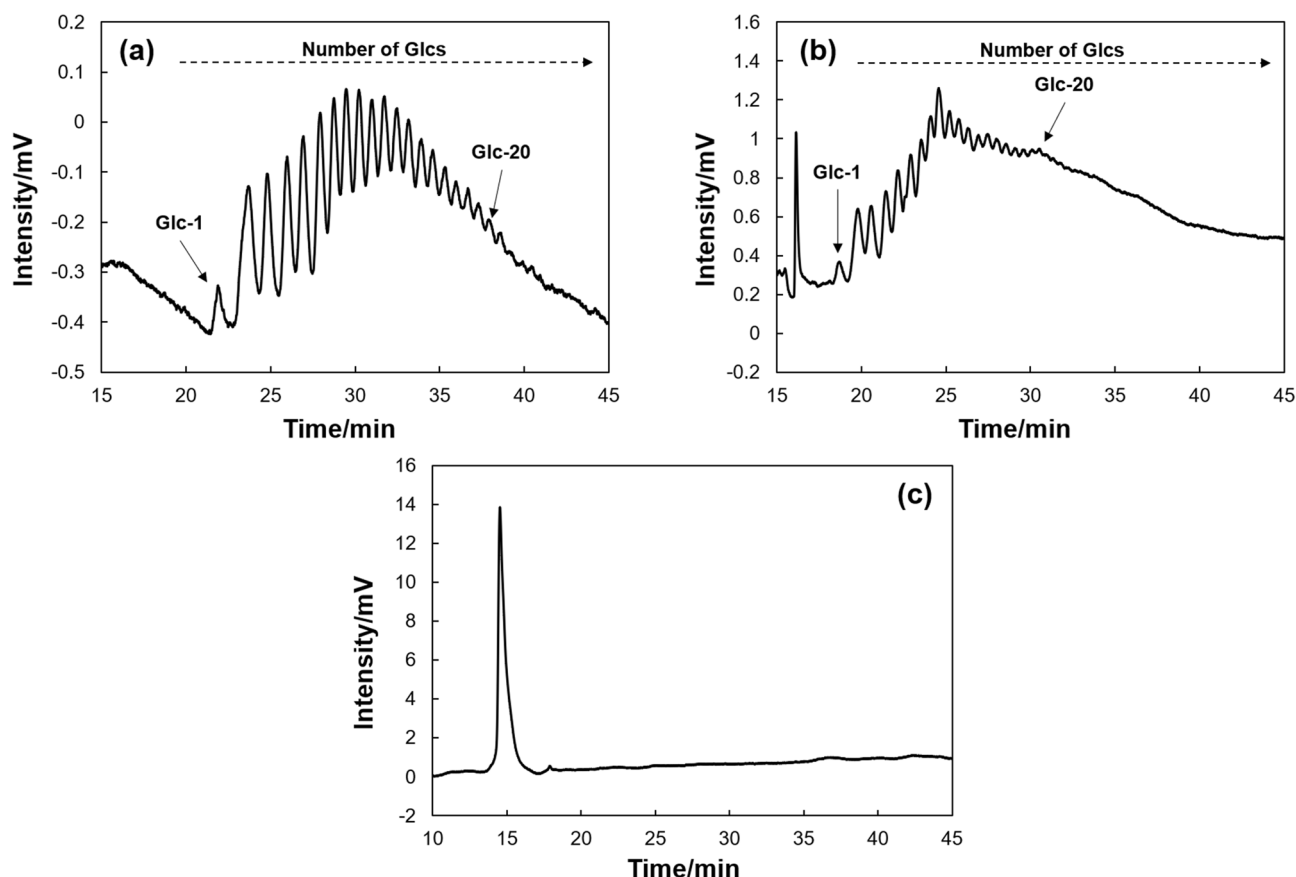 (a)
Number of Glcs
Glc-1
Glc-20
0.2
0.1
0
-0.1
-0.2
-0.3
-0.4
-0.5
Intensity/mV
15 20 25 30 35 40 45
Time/min
(b)
Number of Glcs
Glc-20
Glc-1
1.6
1.4
1.2
1
0.8
0.6
0.4
0.2
0
-0.2
Intensity/mV
15 20 25 30 35 40 45
Time/min
(c)
16
14
12
10
8
6
4
2
0
-2
Intensity/mV
10 15 20 25 30 35 40 45
Time/min